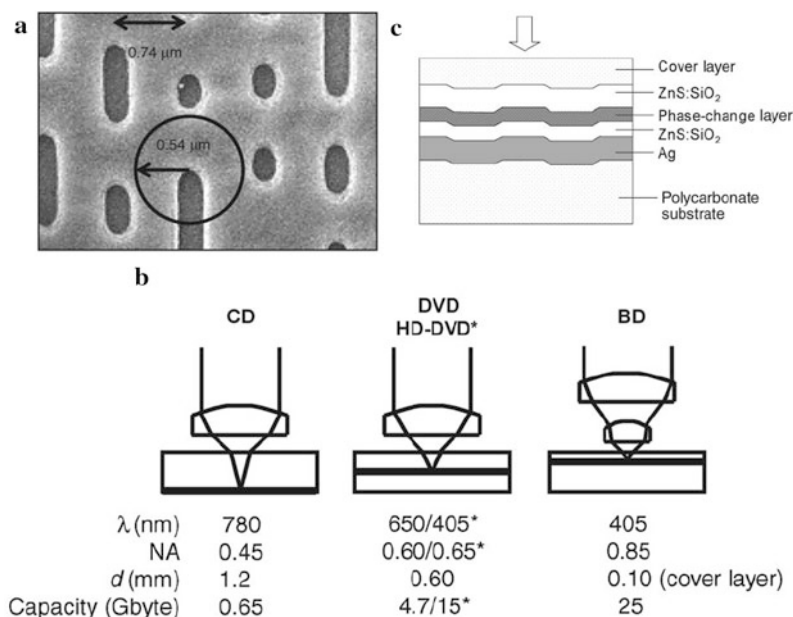 a
0.74 μm
0.54 μm
c
Cover layer
ZnS:SiO2
Phase-change layer
ZnS:SiO2
Ag
Polycarbonate
substrate
b
CD
DVD
HD-DVD*
BD
λ (nm) 780 650/405* 405
NA 0.45 0.60/0.65* 0.85
d (mm) 1.2 0.60 0.10 (cover layer)
Capacity (Gbyte) 0.65 4.7/15* 25